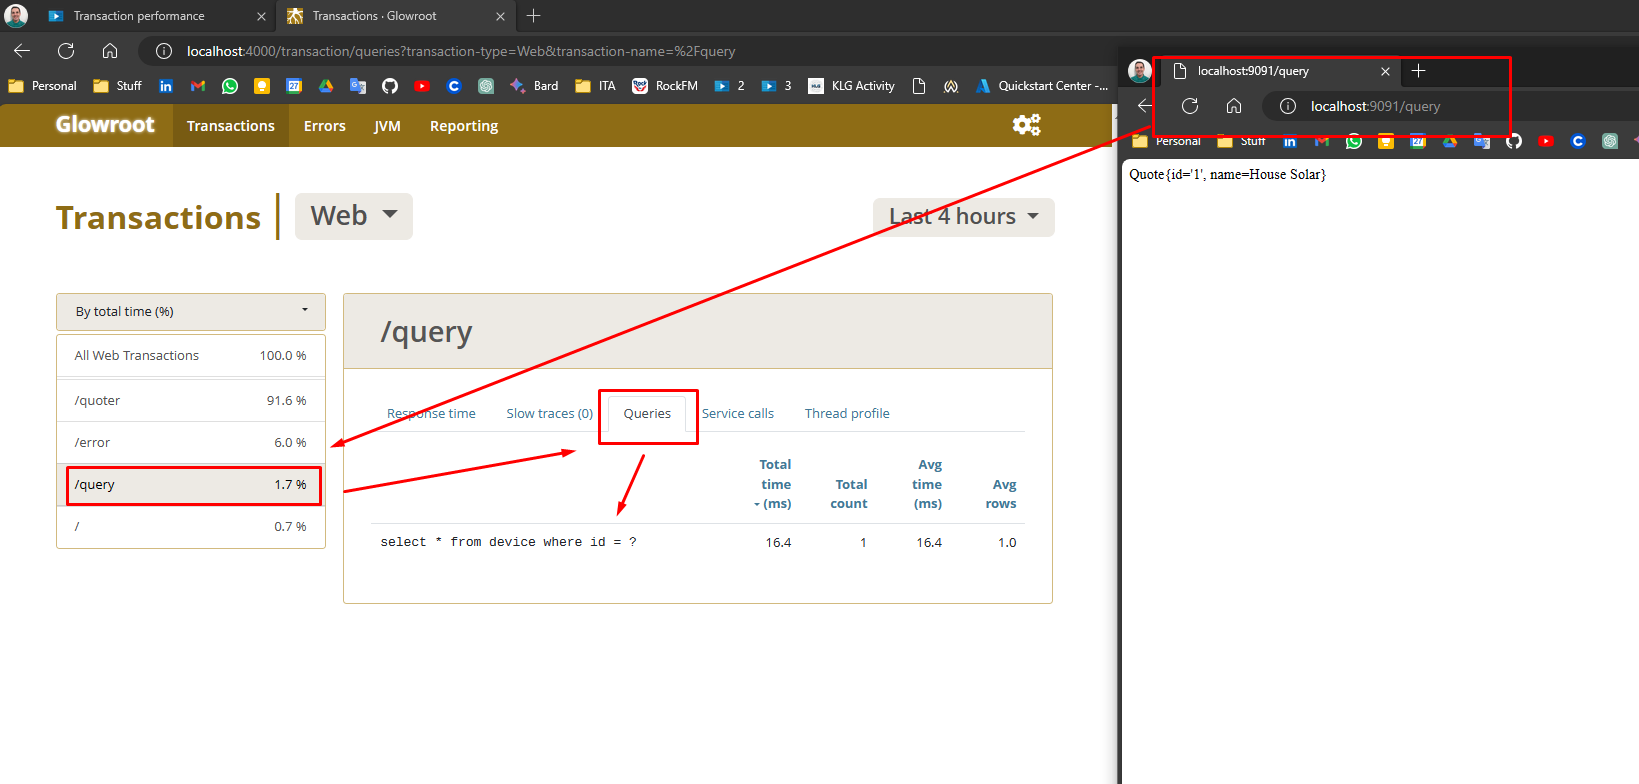 Transaction performance
Transactions · Glowroot
localhost:4000/transaction/queries?transaction-type=Web&transaction-name=%2Fquery
Personal Stuff 27 Bard ITA RockFM 2 3 KLG Activity Quickstart Center -...
Glowroot Transactions Errors JVM Reporting
Transactions Web Last 4 hours
By total time (%)
All Web Transactions 100.0 %
/quoter 91.6 %
/error 6.0 %
/query 1.7 %
/ 0.7 %
/query
Response time Slow traces (0) Queries Service calls Thread profile
Total time (ms) Total count Avg time (ms) Avg rows
select * from device where id = ? 16.4 1 16.4 1.0
localhost:9091/query
localhost:9091/query
Personal Stuff 27
Quote{id='1', name=House Solar}